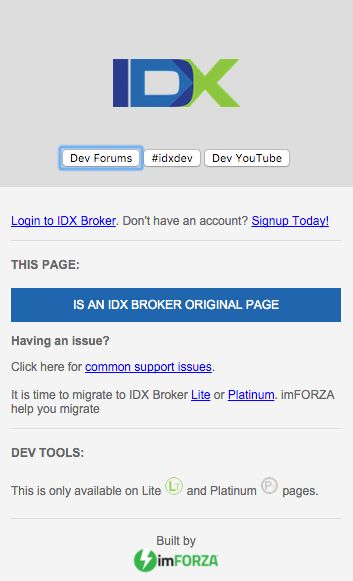 IDX
Dev Forums #idxdev Dev YouTube
Login to IDX Broker. Don't have an account? Signup Today!
THIS PAGE:
IS AN IDX BROKER ORIGINAL PAGE
Having an issue?
Click here for common support issues.
It is time to migrate to IDX Broker Lite or Platinum. imFORZA
help you migrate
DEV TOOLS:
This is only available on Lite LT and Platinum P pages.
Built by
imFORZA